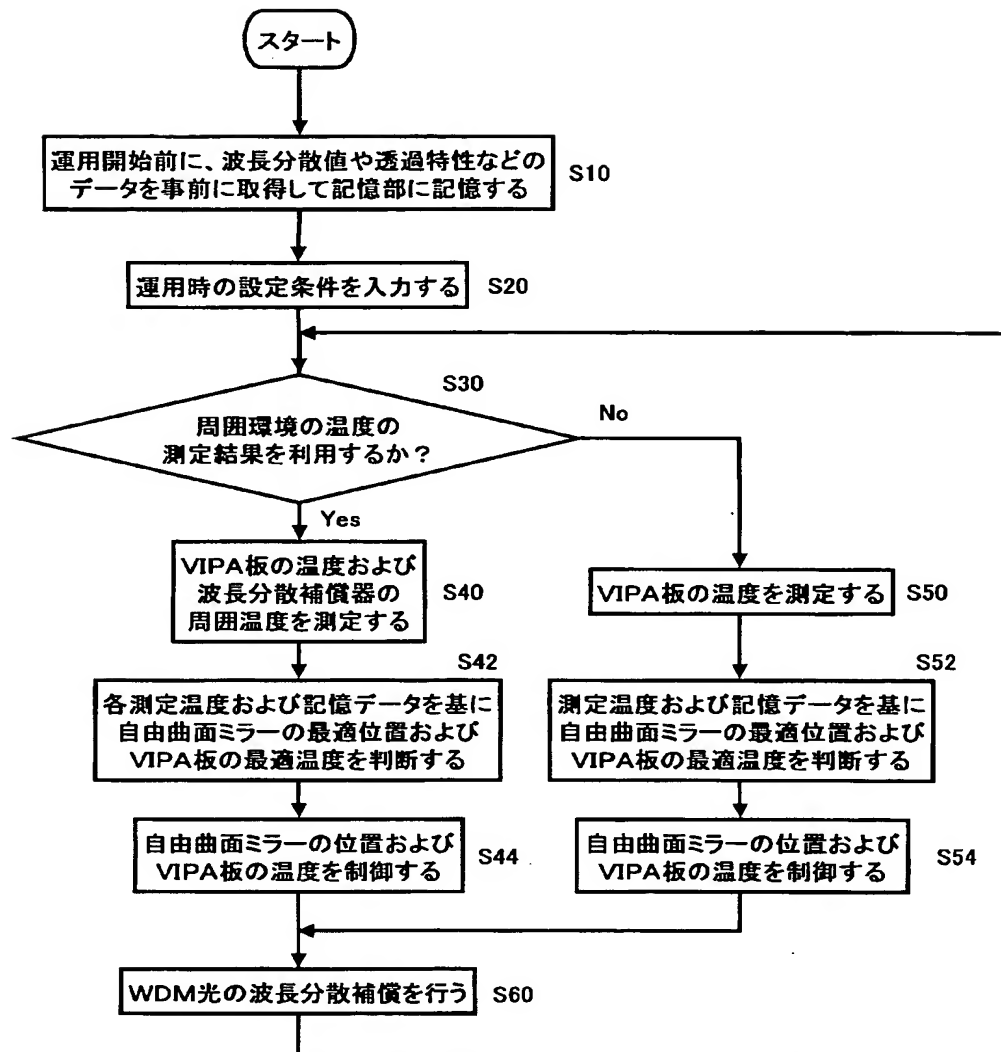 スタート
運用開始前に、波長分散値や透過特性などの
データを事前に取得して記憶部に記憶する
S10
運用時の設定条件を入力する
S20
S30
周囲環境の温度の
測定結果を利用するか？
No
Yes
VIPA板の温度および
波長分散補償器の
周囲温度を測定する
S40
VIPA板の温度を測定する
S50
S42
各測定温度および記憶データを基に
自由曲面ミラーの最適位置および
VIPA板の最適温度を判断する
S52
測定温度および記憶データを基に
自由曲面ミラーの最適位置および
VIPA板の最適温度を判断する
自由曲面ミラーの位置および
VIPA板の温度を制御する
S44
自由曲面ミラーの位置および
VIPA板の温度を制御する
S54
WDM光の波長分散補償を行う
S60